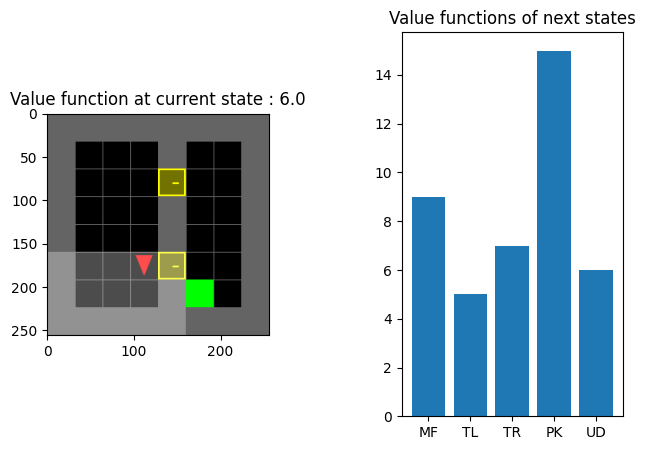 Value function at current state : 6.0
0
50
100
150
200
250
0
100
200
Value functions of next states
14
12
10
8
6
4
2
0
MF
TL
TR
PK
UD